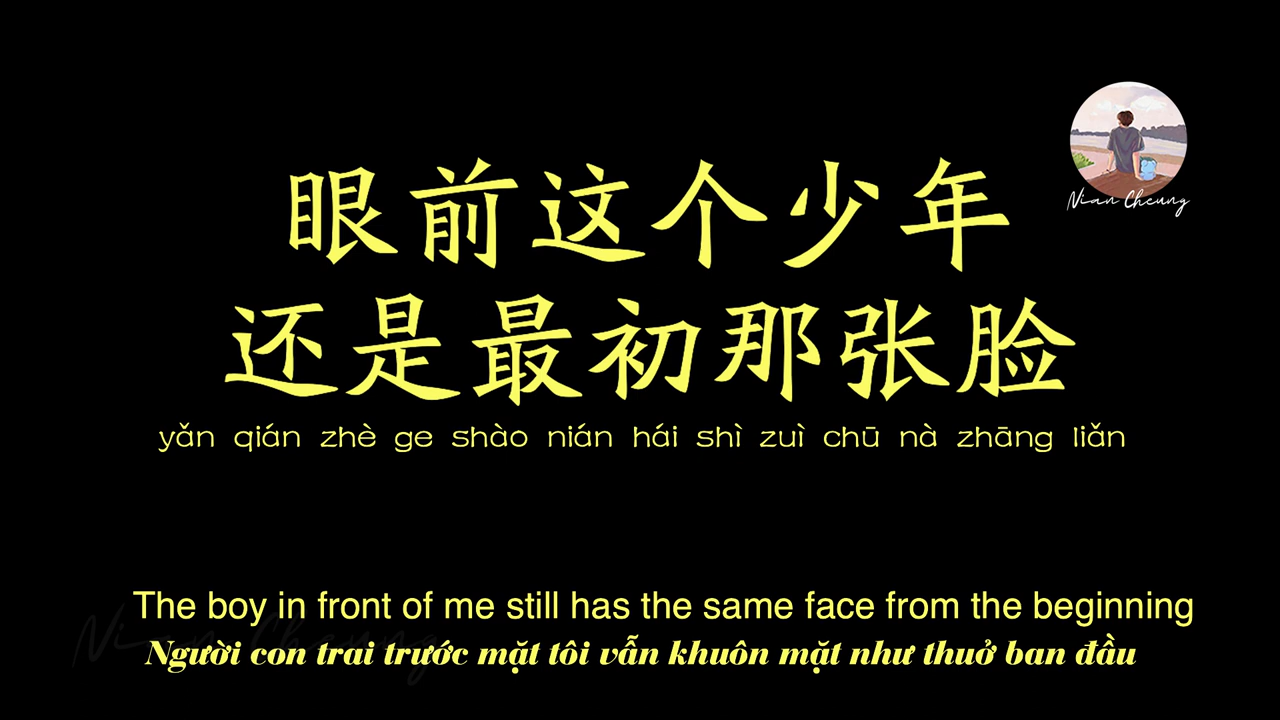 Nian Cheung
眼前这个少年
还是最初那张脸
yǎn qián zhè ge shào nián hái shì zuì chū nà zhāng liǎn
The boy in front of me still has the same face from the beginning
Nian Cheung
Người con trai trước mặt tôi vẫn khuôn mặt như thuở ban đầu